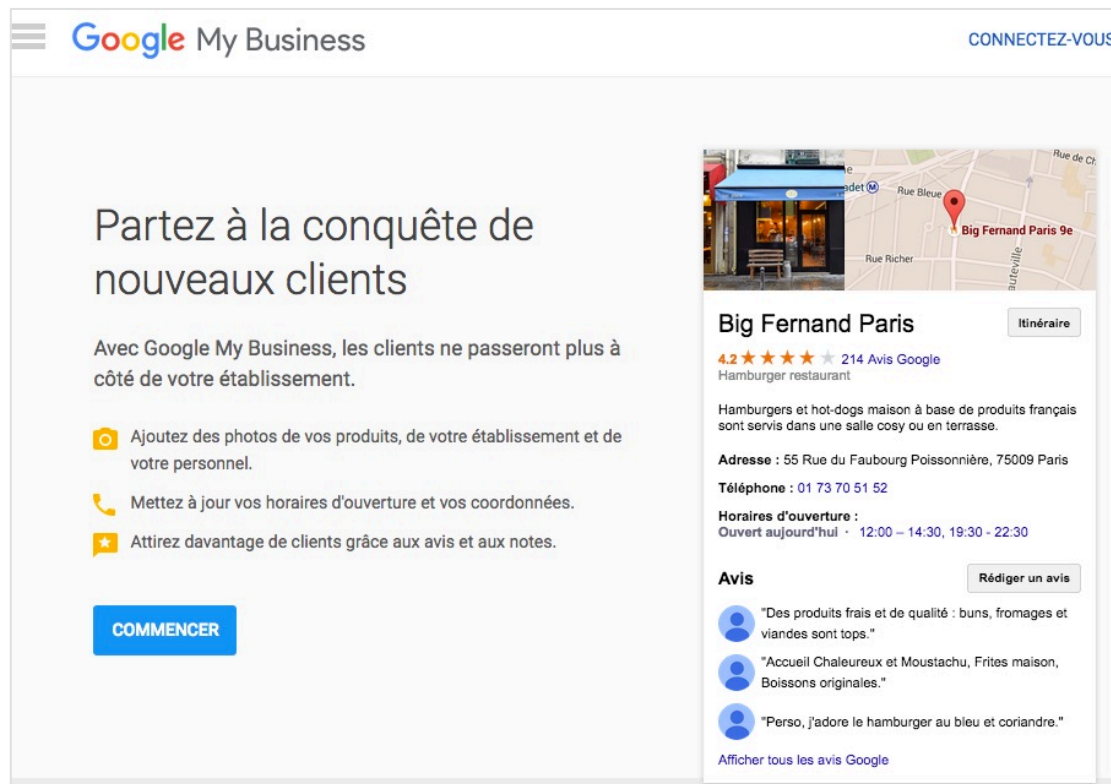 Google My Business
CONNECTEZ-VOUS
Partez à la conquête de
nouveaux clients
Avec Google My Business, les clients ne passeront plus à
côté de votre établissement.
Ajoutez des photos de vos produits, de votre établissement et de
votre personnel.
Mettez à jour vos horaires d'ouverture et vos coordonnées.
Attirez davantage de clients grâce aux avis et aux notes.
COMMENCER
Rue de Ch
adet M
Rue Bleue
Big Fernand Paris 9e
Rue Richer
auteville
Big Fernand Paris
Itinéraire
4.2 ★ ★ ★ ★ ★ 214 Avis Google
Hamburger restaurant
Hamburgers et hot-dogs maison à base de produits français
sont servis dans une salle cosy ou en terrasse.
Adresse : 55 Rue du Faubourg Poissonnière, 75009 Paris
Téléphone : 01 73 70 51 52
Horaires d'ouverture :
Ouvert aujourd'hui · 12:00 – 14:30, 19:30 - 22:30
Avis
Rédiger un avis
"Des produits frais et de qualité : buns, fromages et
viandes sont tops."
"Accueil Chaleureux et Moustachu, Frites maison,
Boissons originales."
"Perso, j'adore le hamburger au bleu et coriandre."
Afficher tous les avis Google